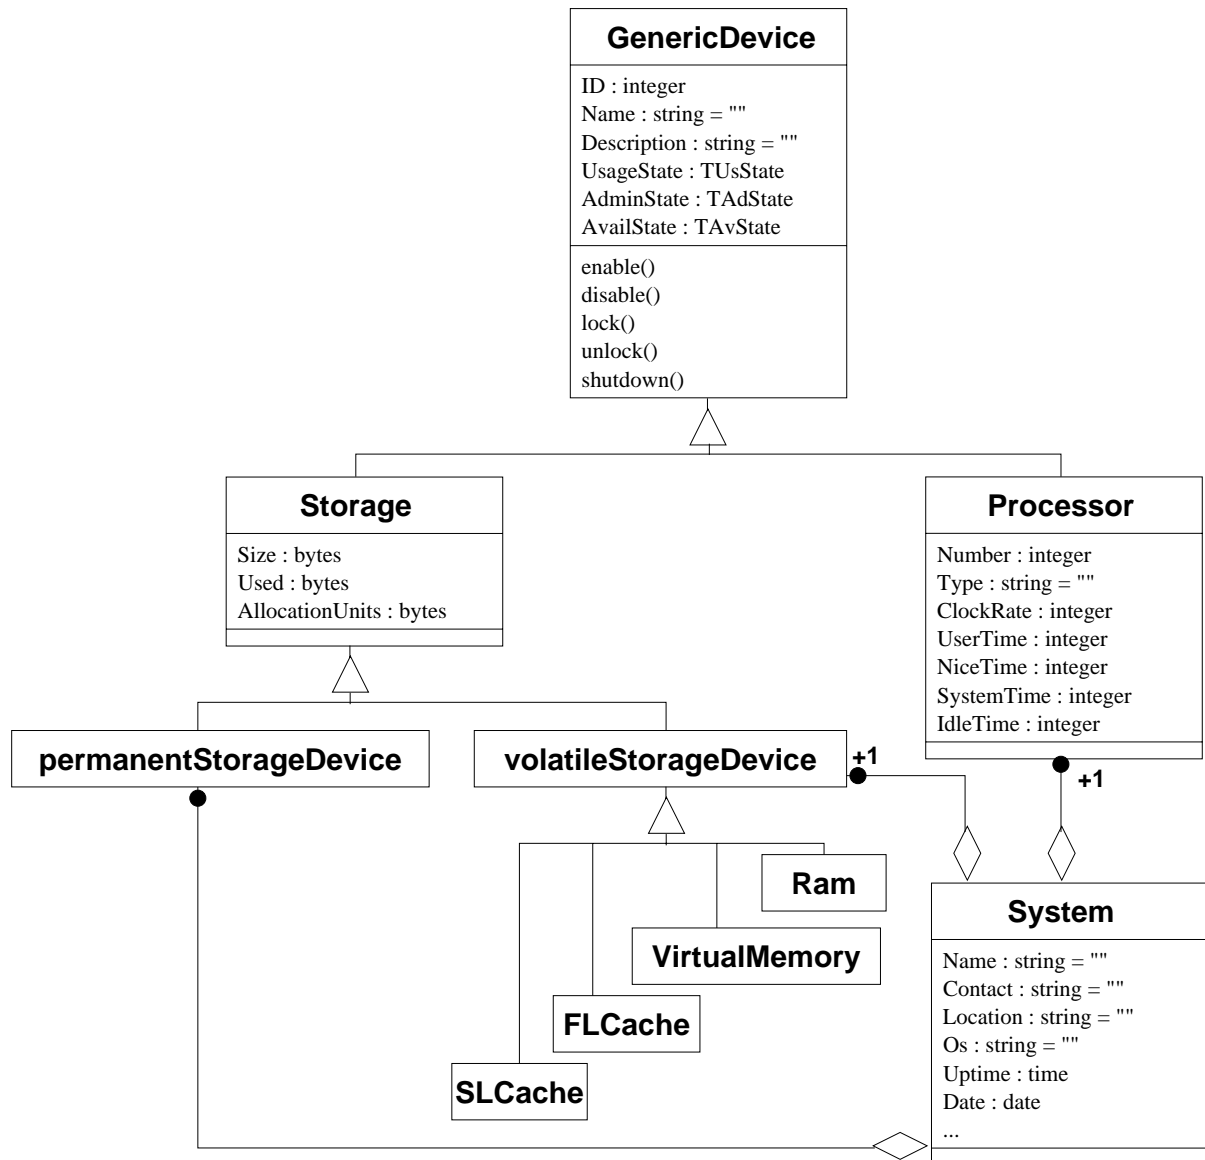 GenericDevice
ID : integer
Name : string = ""
Description : string = ""
UsageState : TUsState
AdminState : TAdState
AvailState : TAvState
enable()
disable()
lock()
unlock()
shutdown()
Storage
Size : bytes
Used : bytes
AllocationUnits : bytes
Processor
Number : integer
Type : string = ""
ClockRate : integer
UserTime : integer
NiceTime : integer
SystemTime : integer
IdleTime : integer
permanentStorageDevice
volatileStorageDevice
+1
+1
Ram
VirtualMemory
FLCache
SLCache
System
Name : string = ""
Contact : string = ""
Location : string = ""
Os : string = ""
Uptime : time
Date : date
...